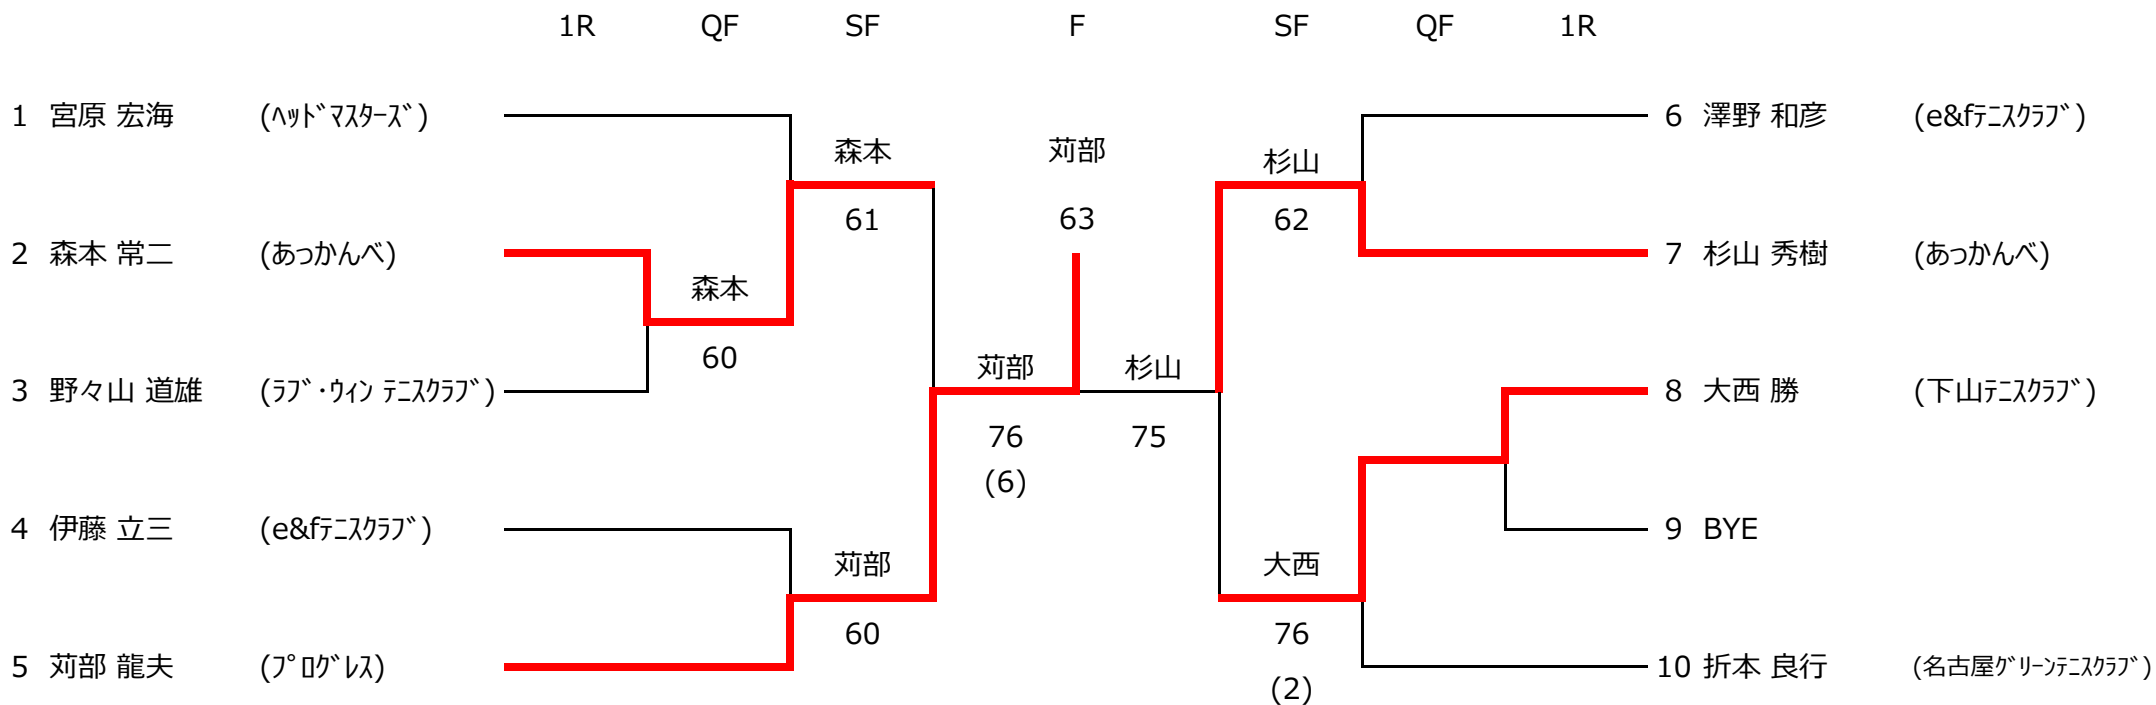 1R QF SF F SF QF 1R
1 宮原 宏海 (ﾍｯﾄﾞﾏｽﾀｰｽﾞ) 6 澤野 和彦 (e&fﾃﾆｽｸﾗﾌﾞ)
森本 苅部 杉山
61 63 62
2 森本 常二 (あっかんべ) 7 杉山 秀樹 (あっかんべ)
森本
60 苅部 杉山
3 野々山 道雄 (ﾗﾌﾞ･ｳｨﾝ ﾃﾆｽｸﾗﾌﾞ) 8 大西 勝 (下山ﾃﾆｽｸﾗﾌﾞ)
76 75
(6)
4 伊藤 立三 (e&fﾃﾆｽｸﾗﾌﾞ) 9 BYE
苅部 大西
60 76
5 苅部 龍夫 (ﾌﾟﾛｸﾞﾚｽ) 10 折本 良行 (名古屋ｸﾞﾘｰﾝﾃﾆｽｸﾗﾌﾞ)
(2)